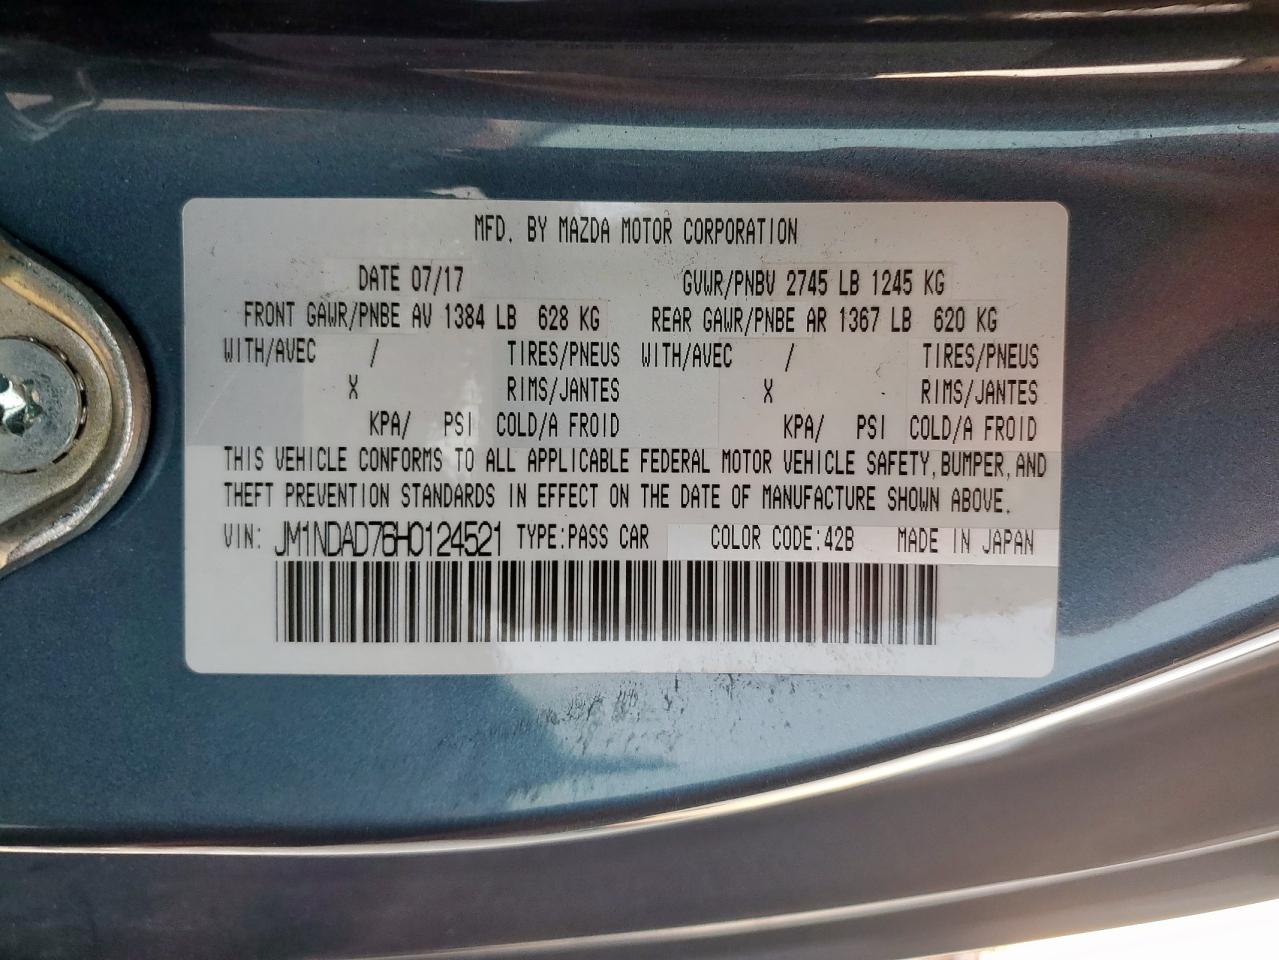 MFD. BY MAZDA MOTOR CORPORATION
DATE 07/17 GVWR/PNBV 2745 LB 1245 KG
FRONT GAWR/PNBE AV 1384 LB 628 KG REAR GAWR/PNBE AR 1367 LB 620 KG
WITH/AVEC / TIRES/PNEUS WITH/AVEC / TIRES/PNEUS
X RIMS/JANTES X RIMS/JANTES
KPA/ PSI COLD/A FROID KPA/ PSI COLD/A FROID
THIS VEHICLE CONFORMS TO ALL APPLICABLE FEDERAL MOTOR VEHICLE SAFETY, BUMPER, AND
THEFT PREVENTION STANDARDS IN EFFECT ON THE DATE OF MANUFACTURE SHOWN ABOVE.
VIN: JM1NDAD76H0124521 TYPE:PASS CAR COLOR CODE:42B MADE IN JAPAN